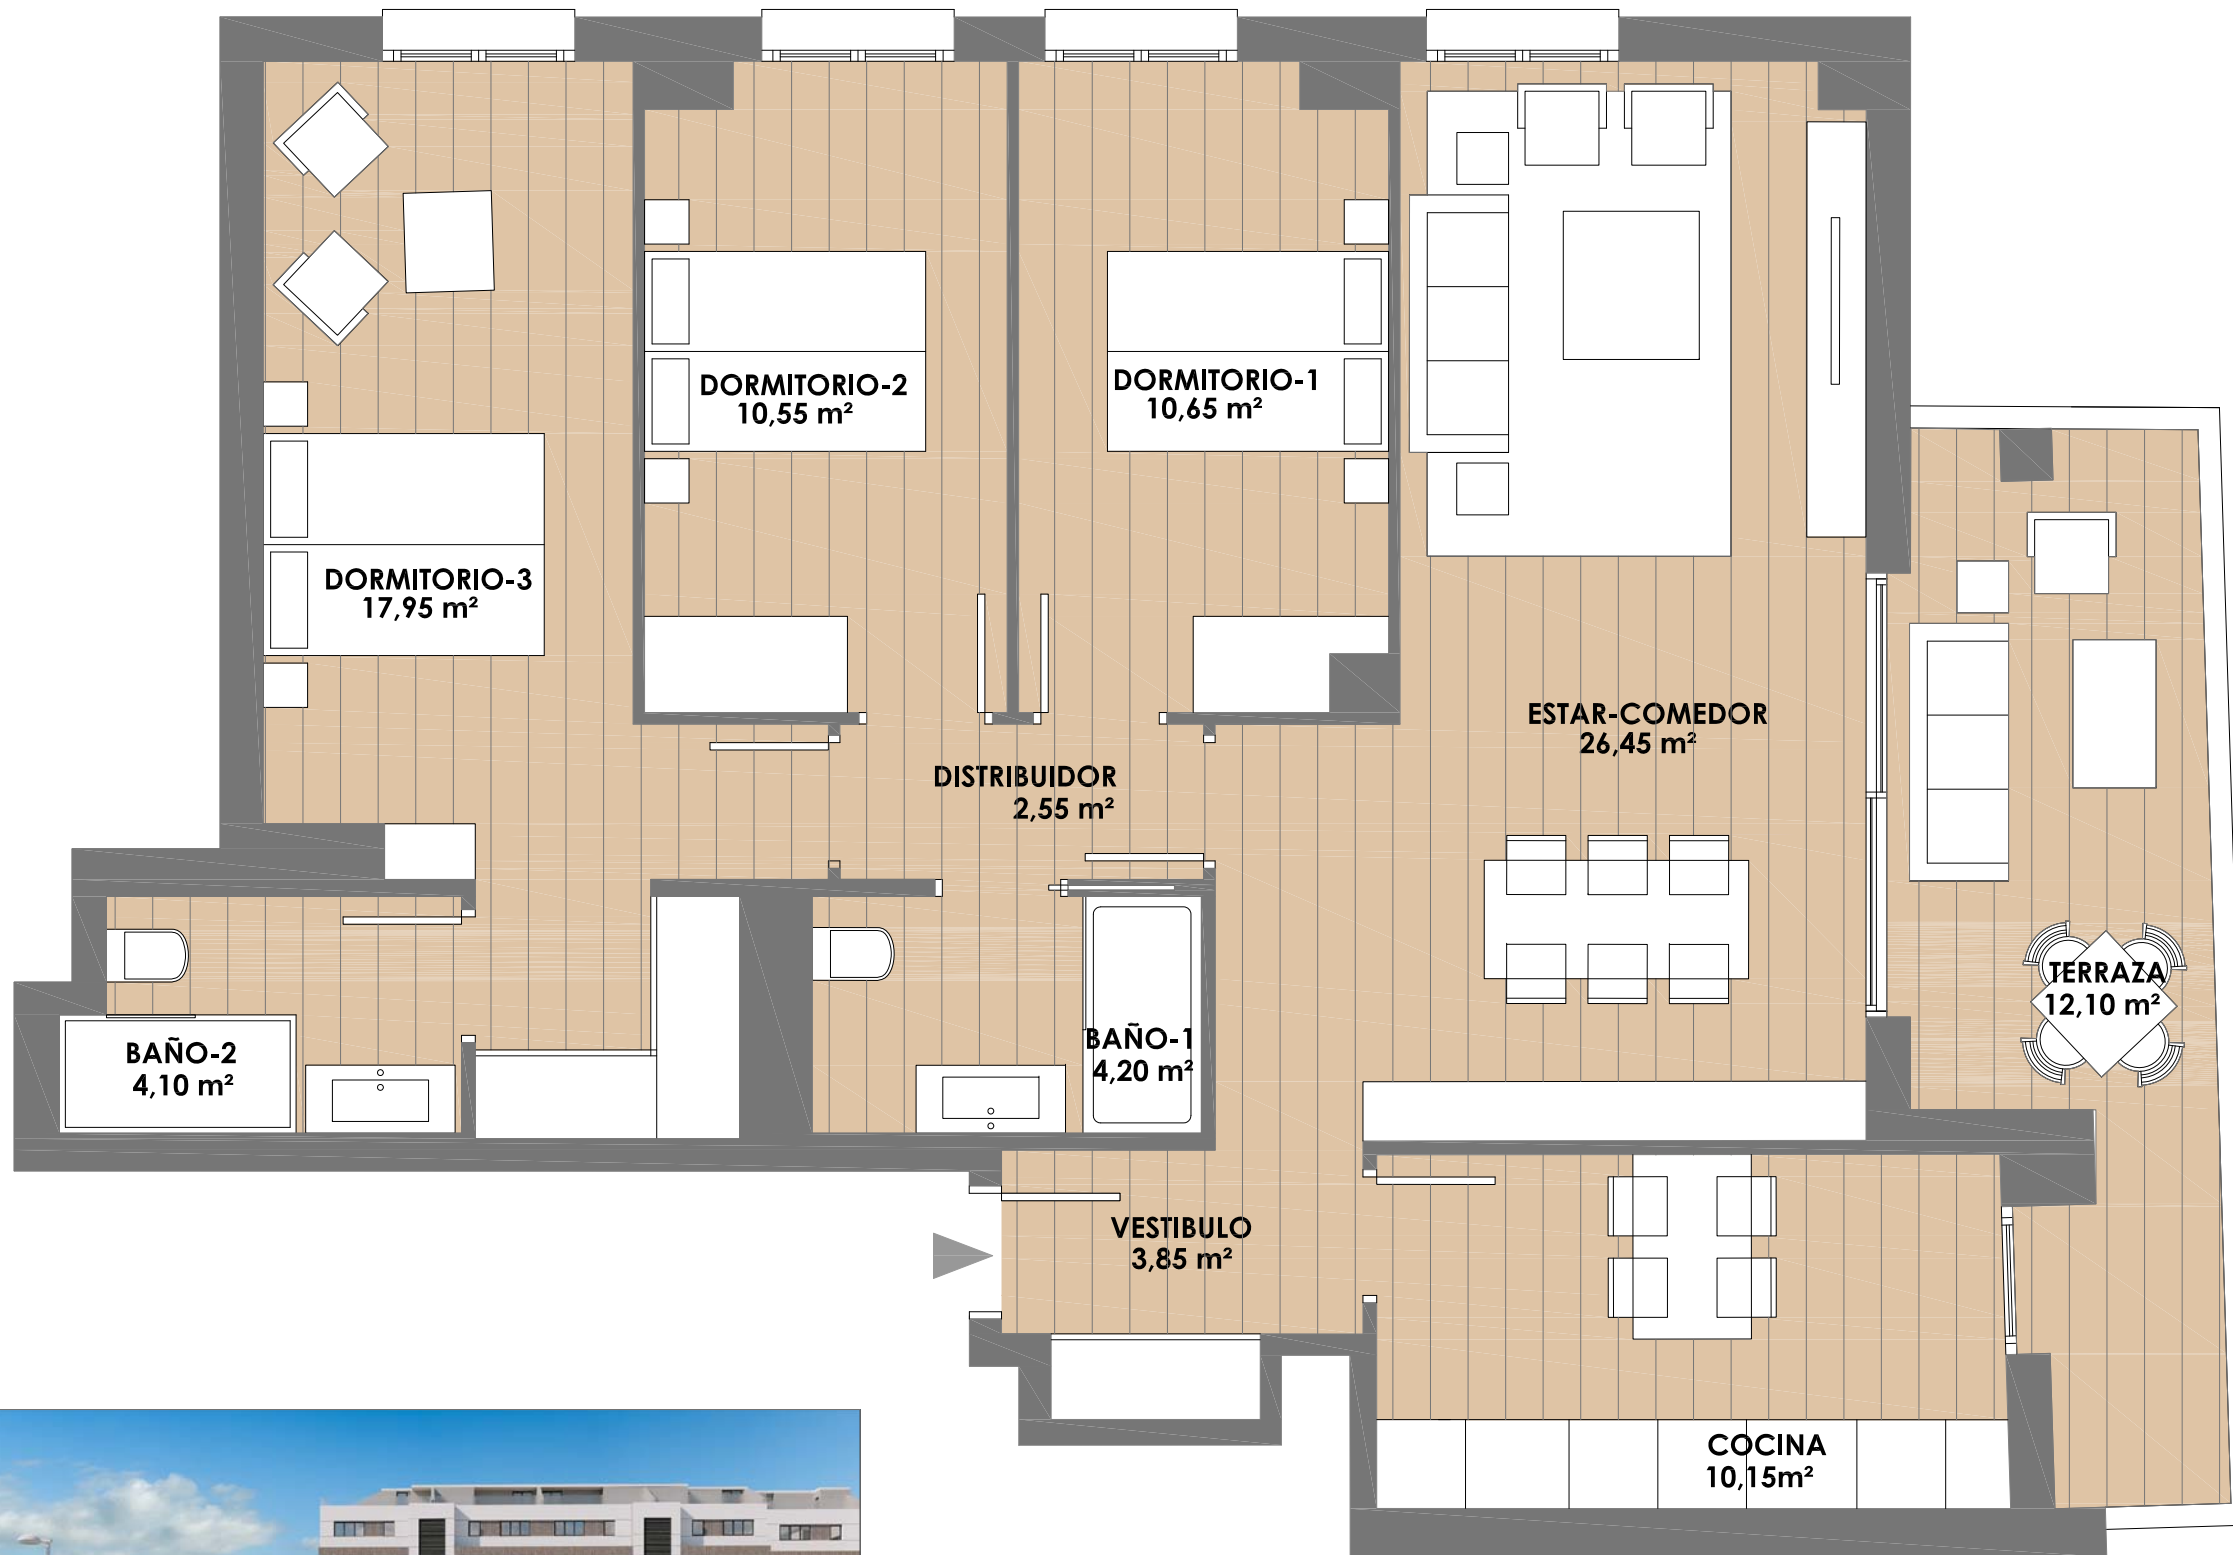 DORMITORIO-1
10,65 m²
DORMITORIO-2
10,55 m²
DORMITORIO-3
17,95 m²
ESTAR-COMEDOR
26,45 m²
DISTRIBUIDOR
2,55 m²
TERRAZA
12,10 m²
BAÑO-1
4,20 m²
BAÑO-2
4,10 m²
VESTIBULO
3,85 m²
COCINA
10,15m²